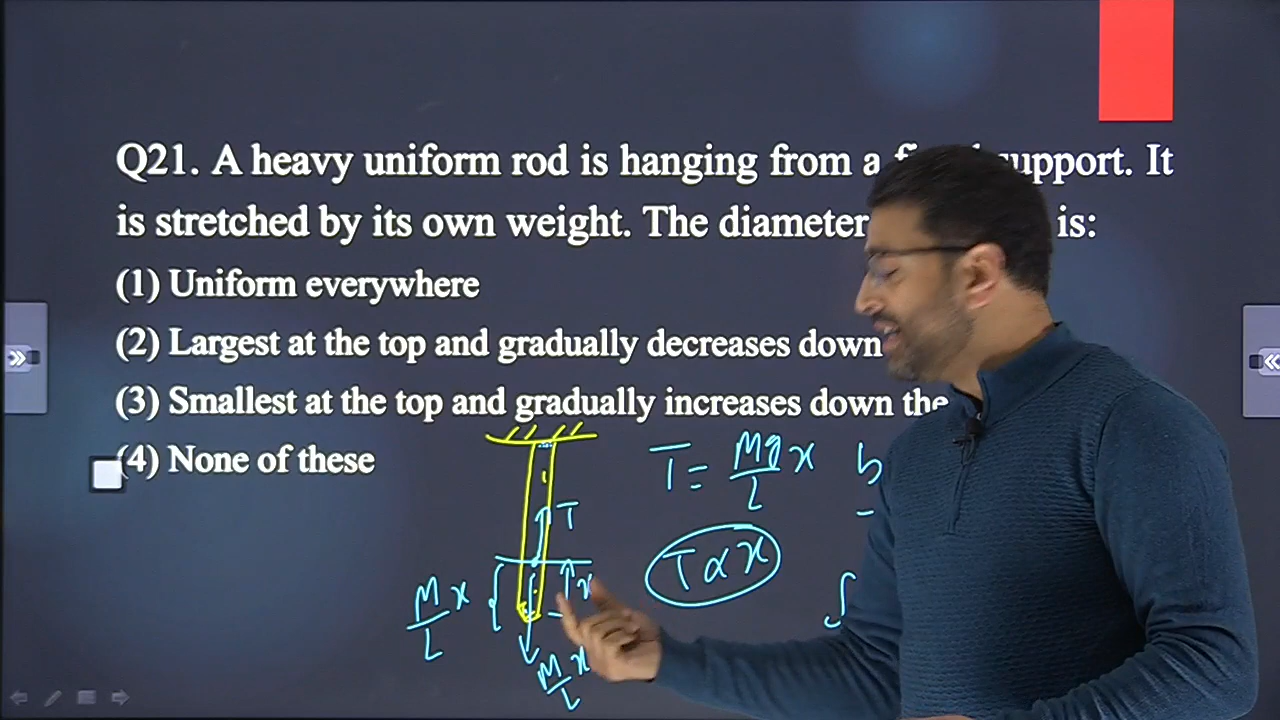 Q21. A heavy uniform rod is hanging from a support. It
is stretched by its own weight. The diameter is:
(1) Uniform everywhere
(2) Largest at the top and gradually decreases down
(3) Smallest at the top and gradually increases down the
(4) None of these
T = Mg/L x
T
T ∝ x
x
M/L x
M/L x